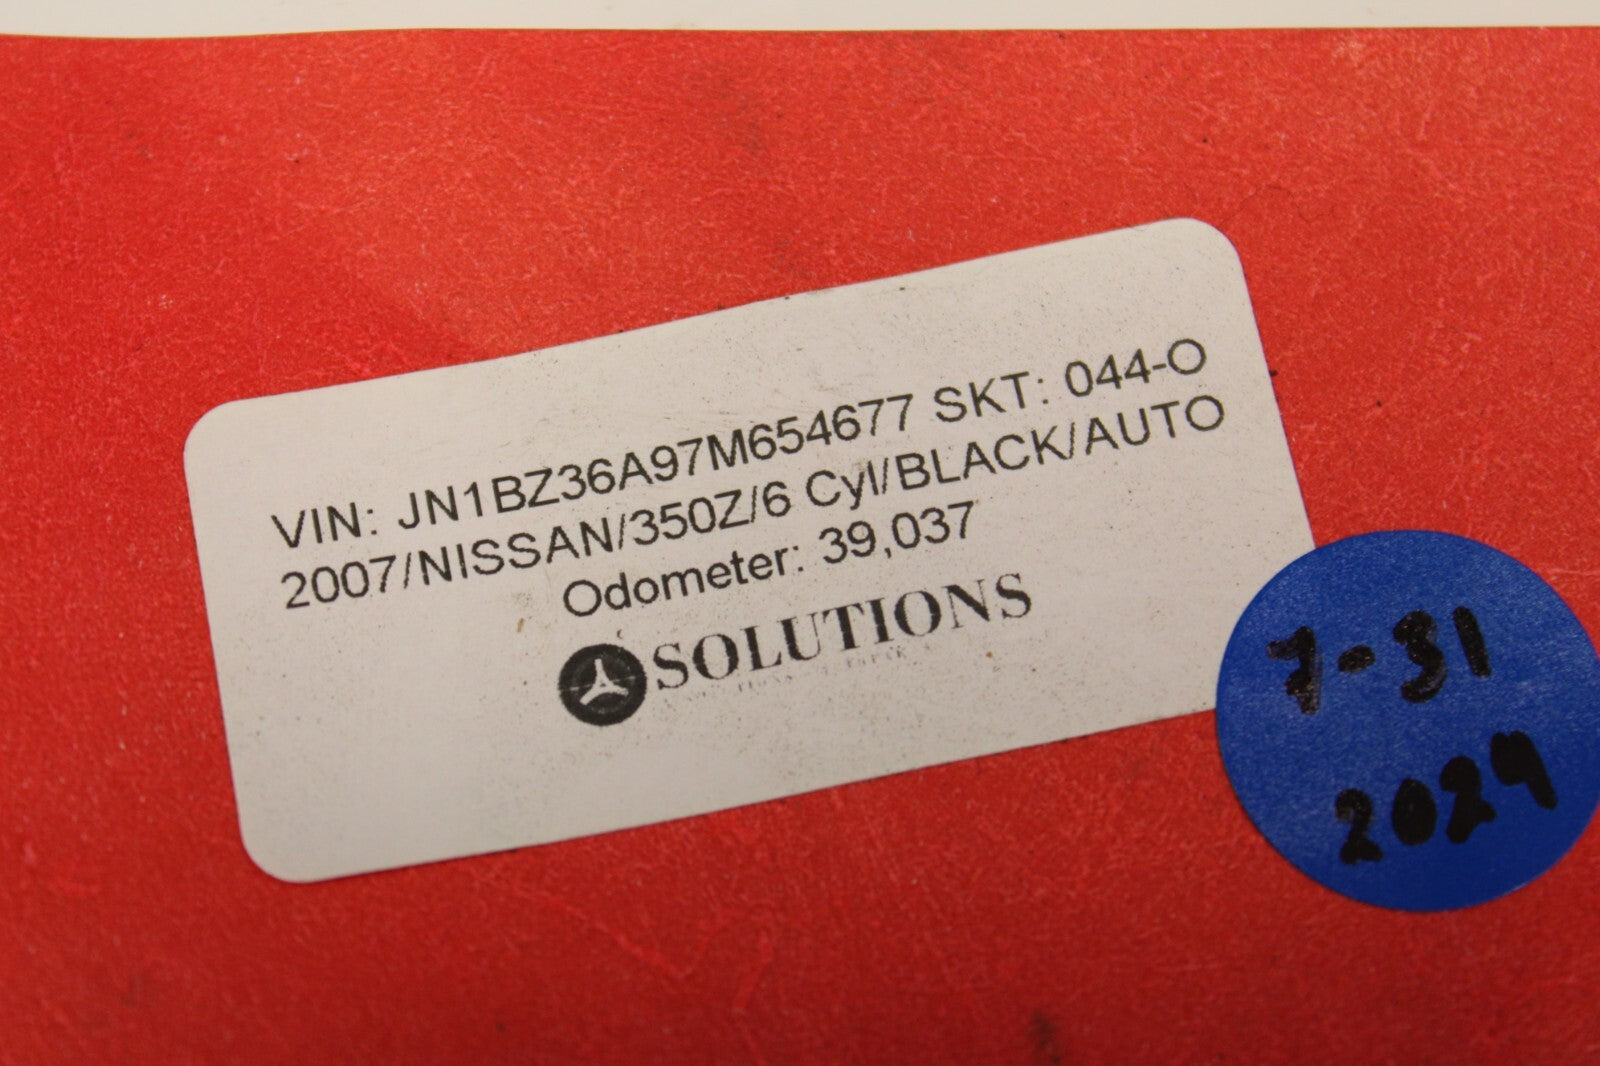 VIN: JN1BZ36A97M654677 SKT: 044-O
2007/NISSAN/350Z/6 Cyl/BLACK/AUTO
Odometer: 39,037
SOLUTIONS
7-31
2024